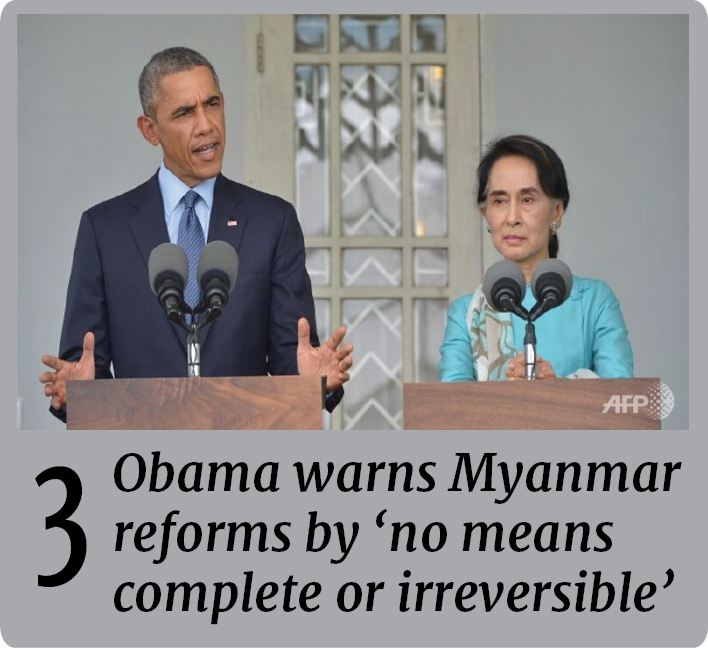 AFP
3
Obama warns Myanmar
reforms by ‘no means
complete or irreversible’